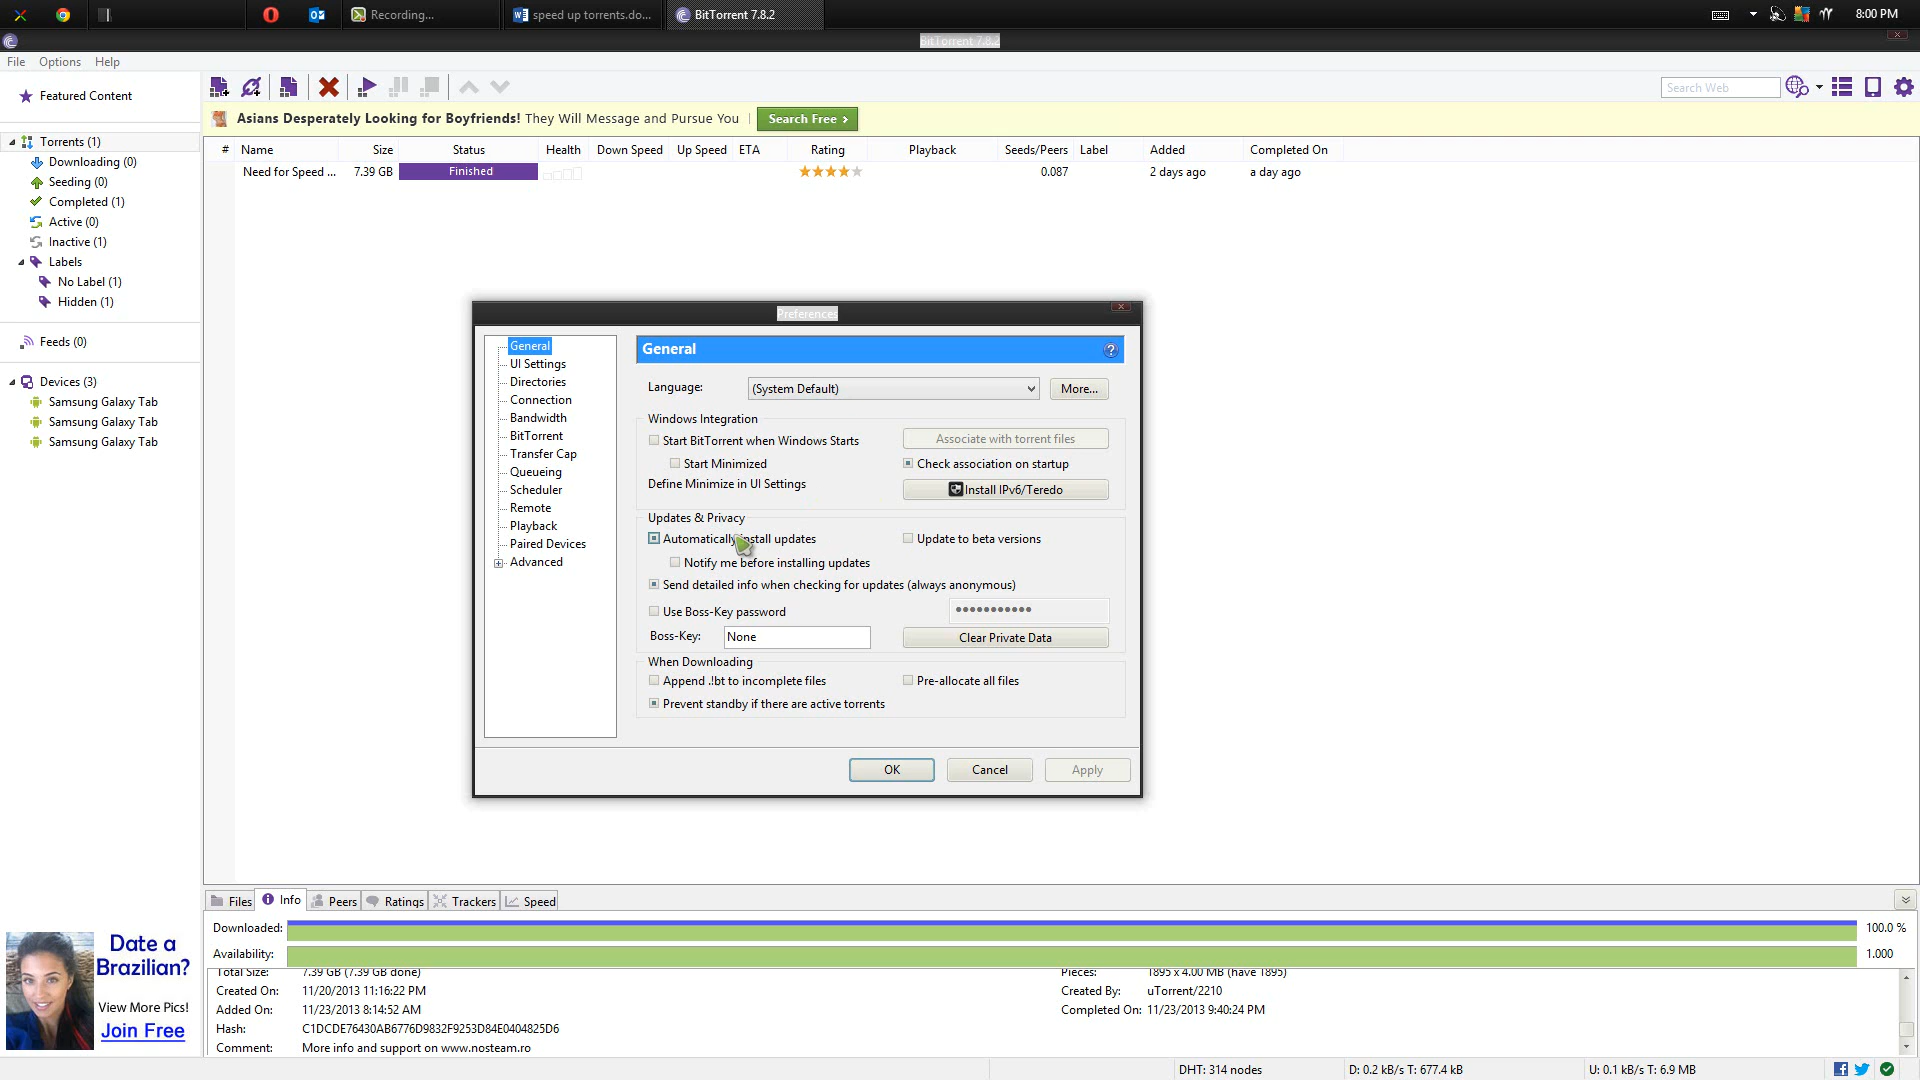 Recording...
speed up torrents.do...
BitTorrent 7.8.2
8:00 PM
BitTorrent 7.8.2
File Options Help
Featured Content
Search Web
Asians Desperately Looking for Boyfriends! They Will Message and Pursue You
Search Free ›
Torrents (1)
Downloading (0)
Seeding (0)
Completed (1)
Active (0)
Inactive (1)
Labels
No Label (1)
Hidden (1)
Feeds (0)
Devices (3)
Samsung Galaxy Tab
Samsung Galaxy Tab
Samsung Galaxy Tab
# Name Size Status Health Down Speed Up Speed ETA Rating Playback Seeds/Peers Label Added Completed On
Need for Speed ... 7.39 GB Finished 0.087 2 days ago a day ago
Preferences
General
UI Settings
Directories
Connection
Bandwidth
BitTorrent
Transfer Cap
Queueing
Scheduler
Remote
Playback
Paired Devices
Advanced
General
Language: (System Default) More...
Windows Integration
Start BitTorrent when Windows Starts Associate with torrent files
Start Minimized Check association on startup
Define Minimize in UI Settings Install IPv6/Teredo
Updates & Privacy
Automatically install updates Update to beta versions
Notify me before installing updates
Send detailed info when checking for updates (always anonymous)
Use Boss-Key password •••••••••••
Boss-Key: None Clear Private Data
When Downloading
Append .!bt to incomplete files Pre-allocate all files
Prevent standby if there are active torrents
OK Cancel Apply
Files Info Peers Ratings Trackers Speed
Downloaded: 100.0 %
Availability: 1.000
Total Size: 7.39 GB (7.39 GB done) Pieces: 1895 x 4.00 MB (have 1895)
Created On: 11/20/2013 11:16:22 PM Created By: uTorrent/2210
Added On: 11/23/2013 8:14:52 AM Completed On: 11/23/2013 9:40:24 PM
Hash: C1DCDE76430AB6776D9832F9253D84E0404825D6
Comment: More info and support on www.nosteam.ro
Date a
Brazilian?
View More Pics!
Join Free
DHT: 314 nodes D: 0.2 kB/s T: 677.4 kB U: 0.1 kB/s T: 6.9 MB